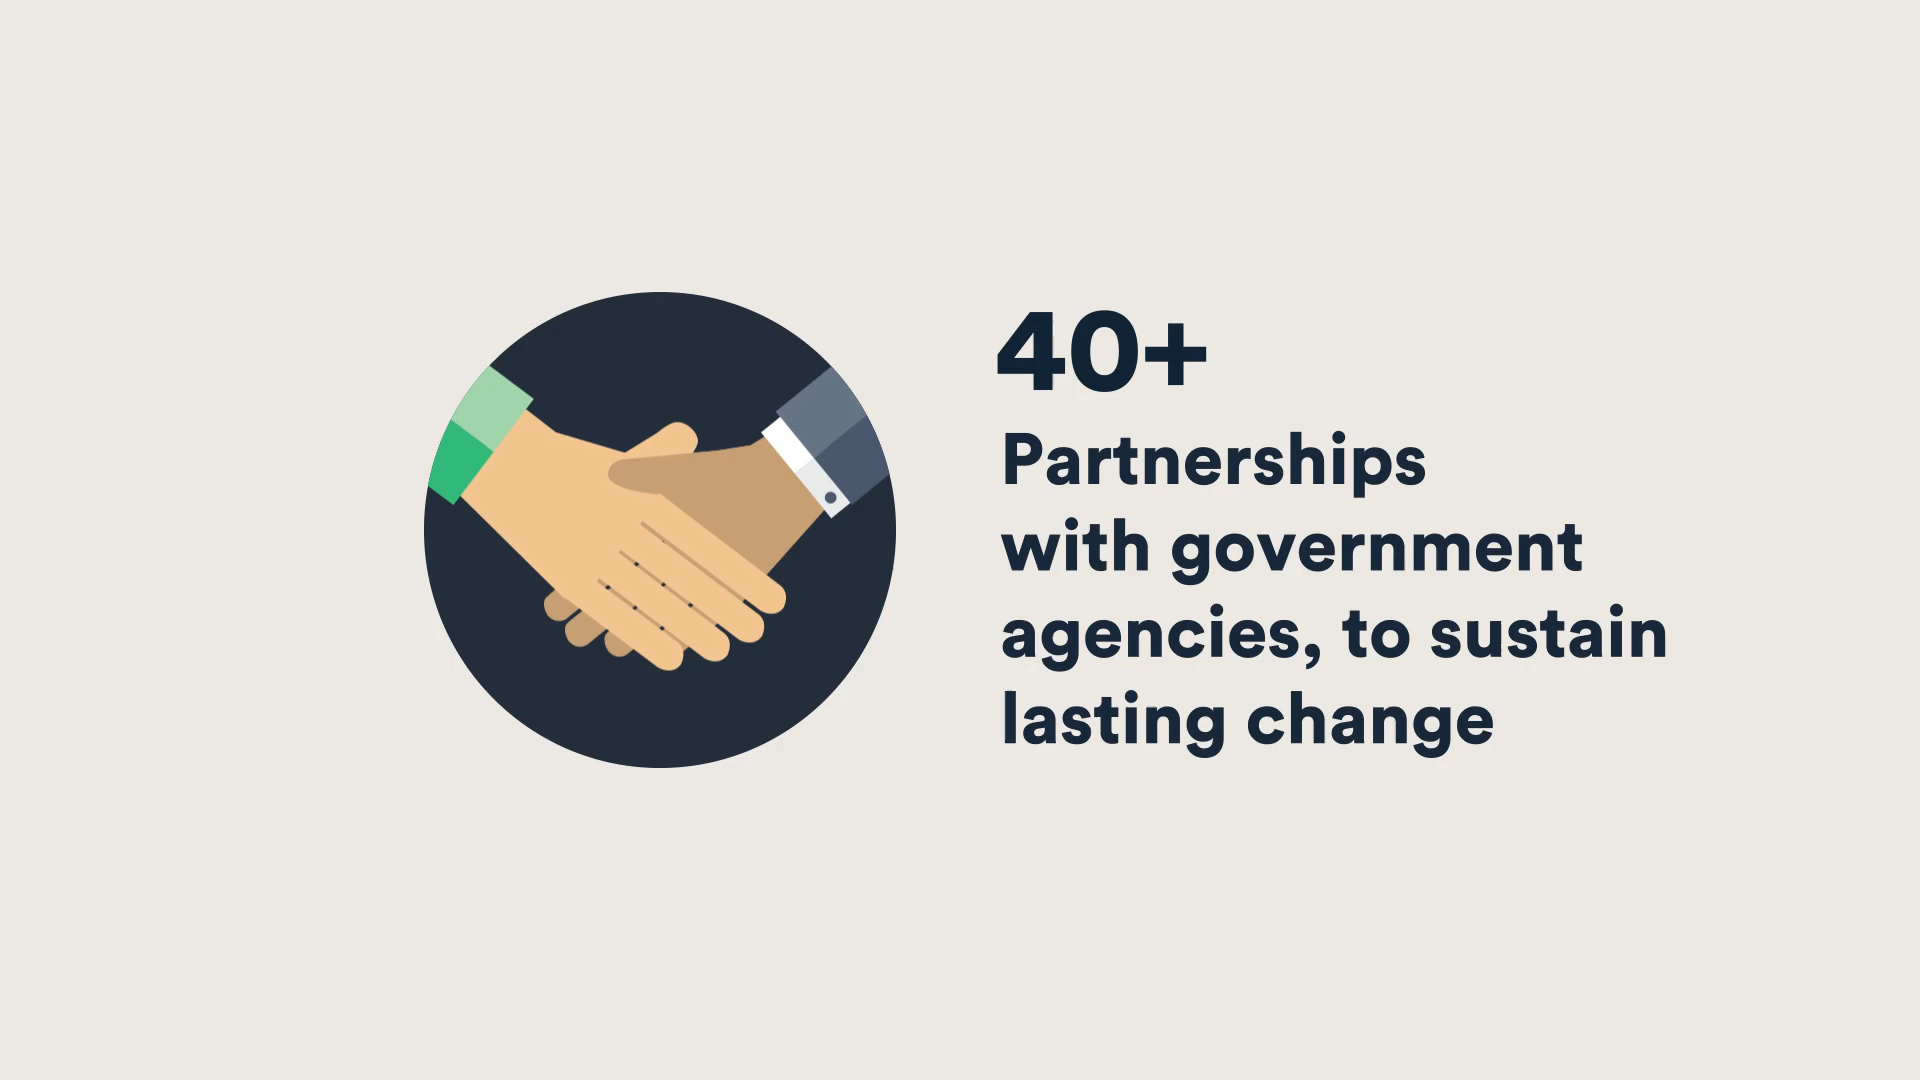 40+
Partnerships
with government
agencies, to sustain
lasting change